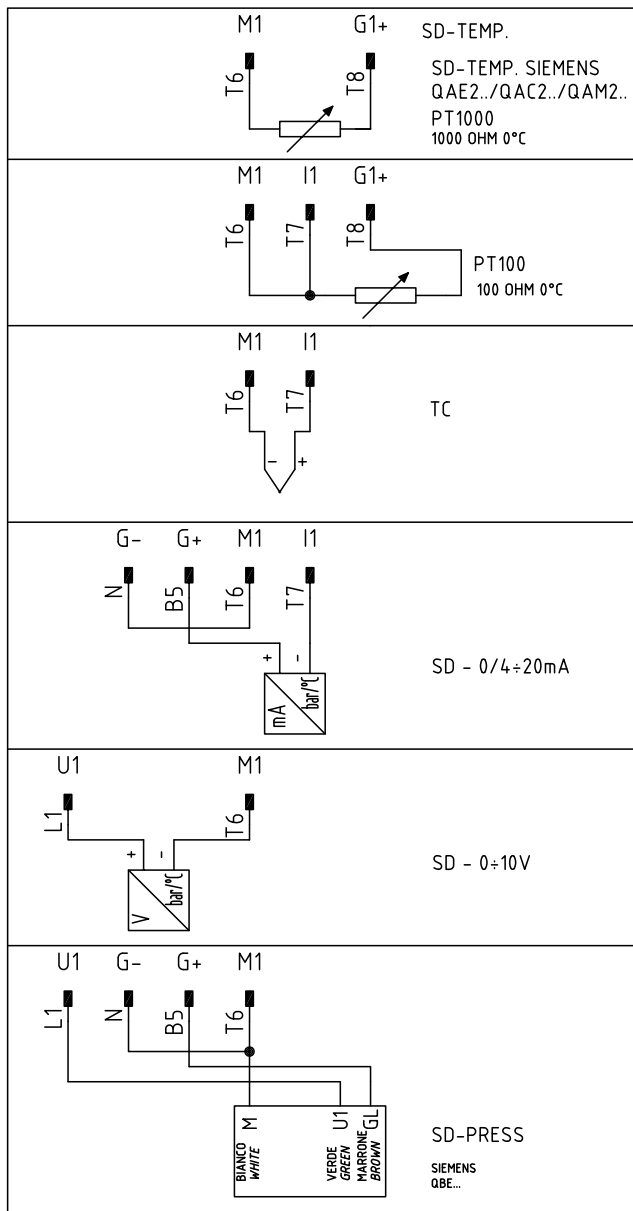 M1 G1+ SD-TEMP.
T6 T8
SD-TEMP. SIEMENS
QAE2../QAC2../QAM2..
PT1000
1000 OHM 0°C
M1 I1 G1+
T6 T7 T8
PT100
100 OHM 0°C
M1 I1
T6 T7
TC
- +
G- G+ M1 I1
N B5 T6 T7
+ -
mA bar/°C
SD - 0/4÷20mA
U1 M1
L1 T6
+ -
V bar/°C
SD - 0÷10V
U1 G- G+ M1
L1 N B5 T6
M U1 GL
BIANCO
WHITE
VERDE
GREEN
MARRONE
BROWN
SD-PRESS
SIEMENS
QBE...